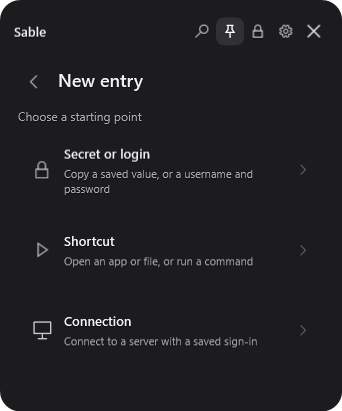 Sable
New entry
Choose a starting point
Secret or login
Copy a saved value, or a username and
password
Shortcut
Open an app or file, or run a command
Connection
Connect to a server with a saved sign-in